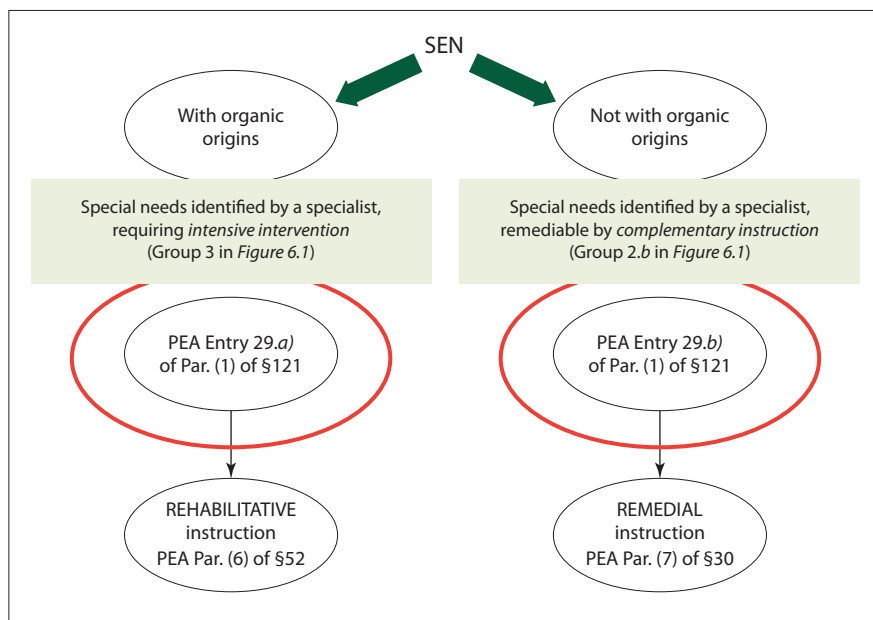 SEN
With organic
origins
Not with organic
origins
Special needs identified by a specialist,
requiring intensive intervention
(Group 3 in Figure 6.1)
Special needs identified by a specialist,
remediable by complementary instruction
(Group 2.b in Figure 6.1)
PEA Entry 29.a)
of Par. (1) of §121
PEA Entry 29.b)
of Par. (1) of §121
REHABILITATIVE
instruction
PEA Par. (6) of §52
REMEDIAL
instruction
PEA Par. (7) of §30